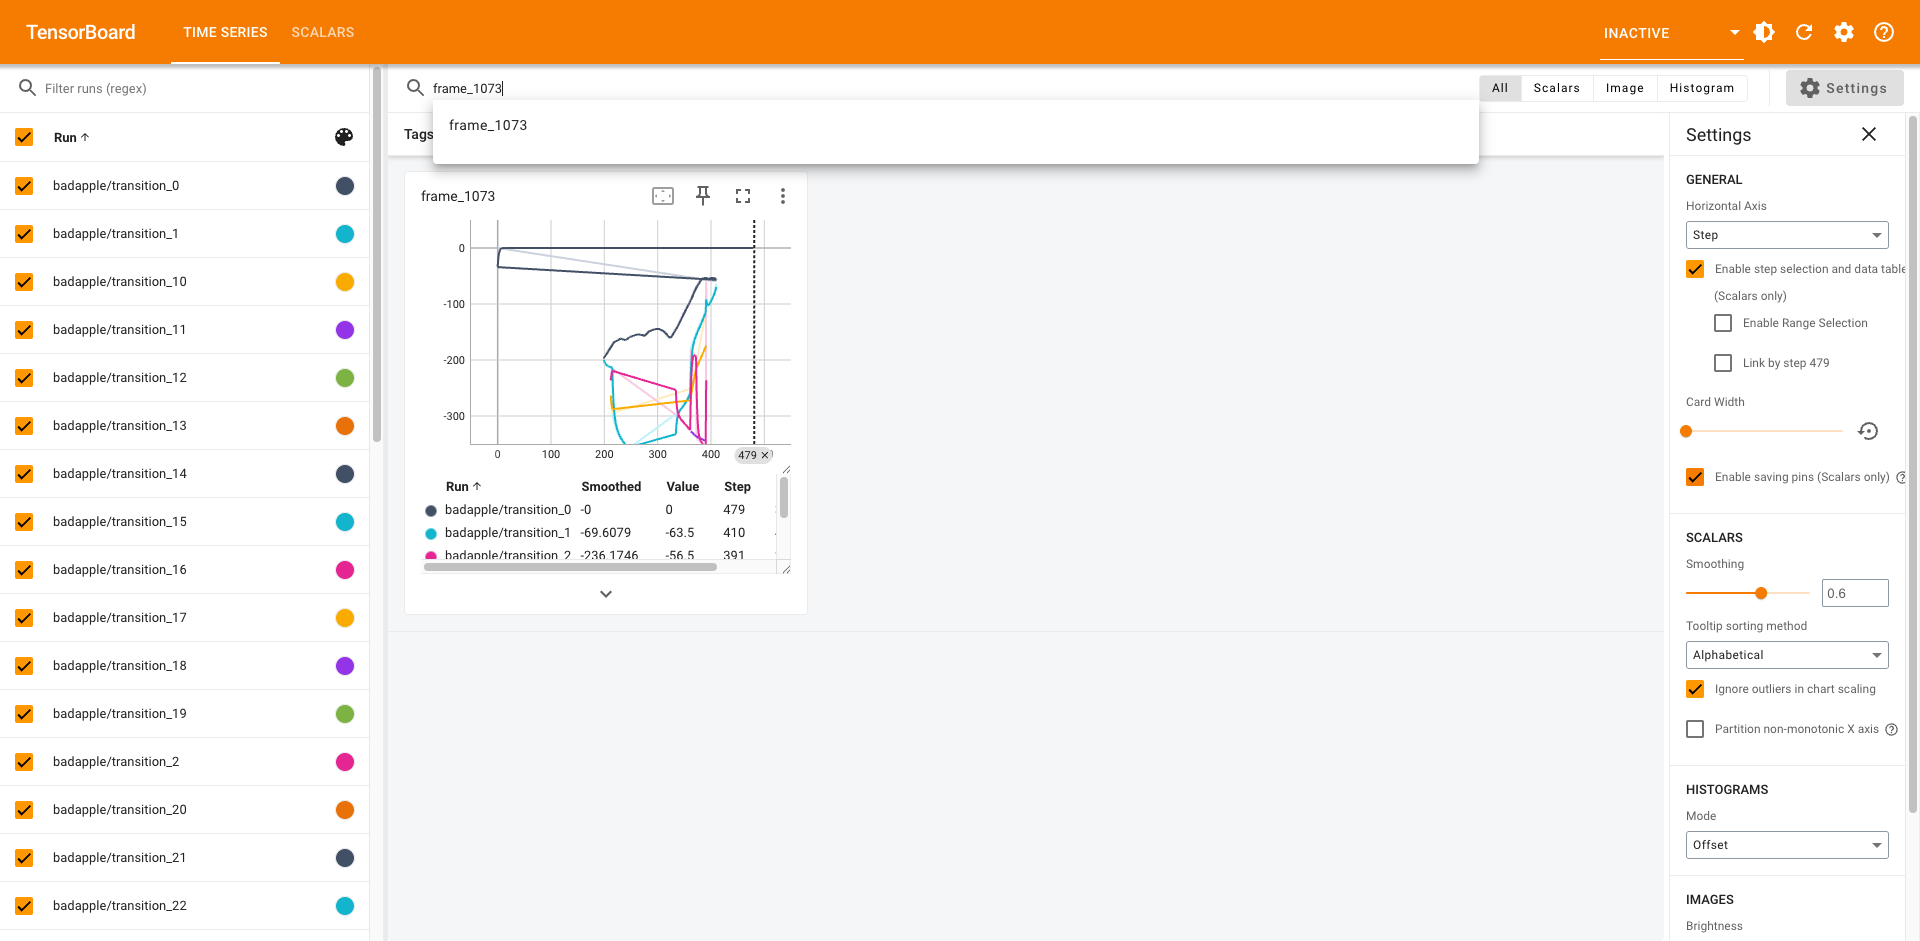 TensorBoard
TIME SERIES
SCALARS
INACTIVE
Filter runs (regex)
Run
badapple/transition_0
badapple/transition_1
badapple/transition_10
badapple/transition_11
badapple/transition_12
badapple/transition_13
badapple/transition_14
badapple/transition_15
badapple/transition_16
badapple/transition_17
badapple/transition_18
badapple/transition_19
badapple/transition_2
badapple/transition_20
badapple/transition_21
badapple/transition_22
frame_1073
frame_1073
All
Scalars
Image
Histogram
Settings
Tags
frame_1073
0
-100
-200
-300
0 100 200 300 400 479
Run Smoothed Value Step
badapple/transition_0 -0 0 479
badapple/transition_1 -69.6079 -63.5 410
badapple/transition_2 -236.1746 -56.5 391
Settings
GENERAL
Horizontal Axis
Step
Enable step selection and data table
(Scalars only)
Enable Range Selection
Link by step 479
Card Width
Enable saving pins (Scalars only)
SCALARS
Smoothing
0.6
Tooltip sorting method
Alphabetical
Ignore outliers in chart scaling
Partition non-monotonic X axis
HISTOGRAMS
Mode
Offset
IMAGES
Brightness